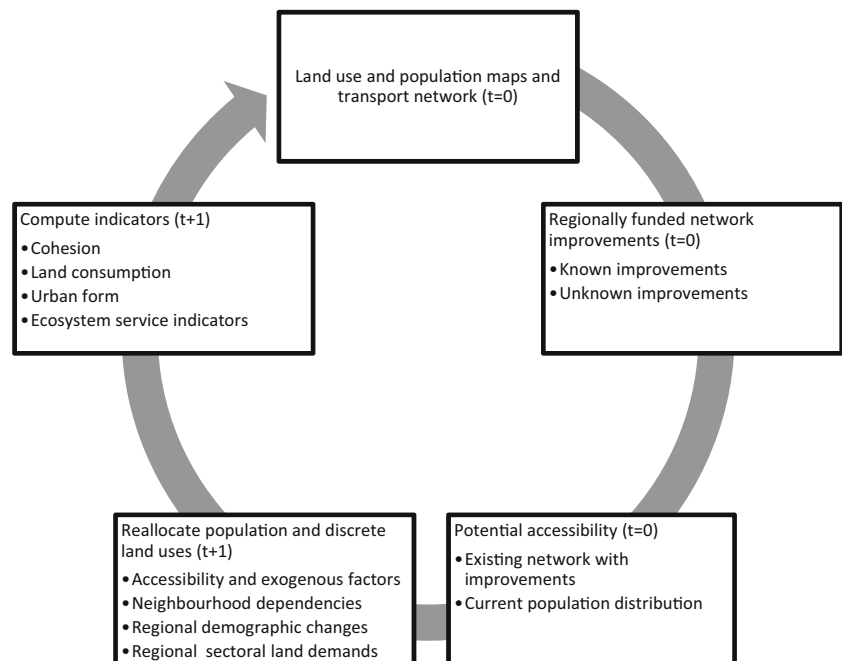 Land use and population maps and
transport network (t=0)
Regionally funded network
improvements (t=0)
•Known improvements
•Unknown improvements
Potential accessibility (t=0)
•Existing network with
improvements
•Current population distribution
Reallocate population and discrete
land uses (t+1)
•Accessibility and exogenous factors
•Neighbourhood dependencies
•Regional demographic changes
•Regional sectoral land demands
Compute indicators (t+1)
•Cohesion
•Land consumption
•Urban form
•Ecosystem service indicators